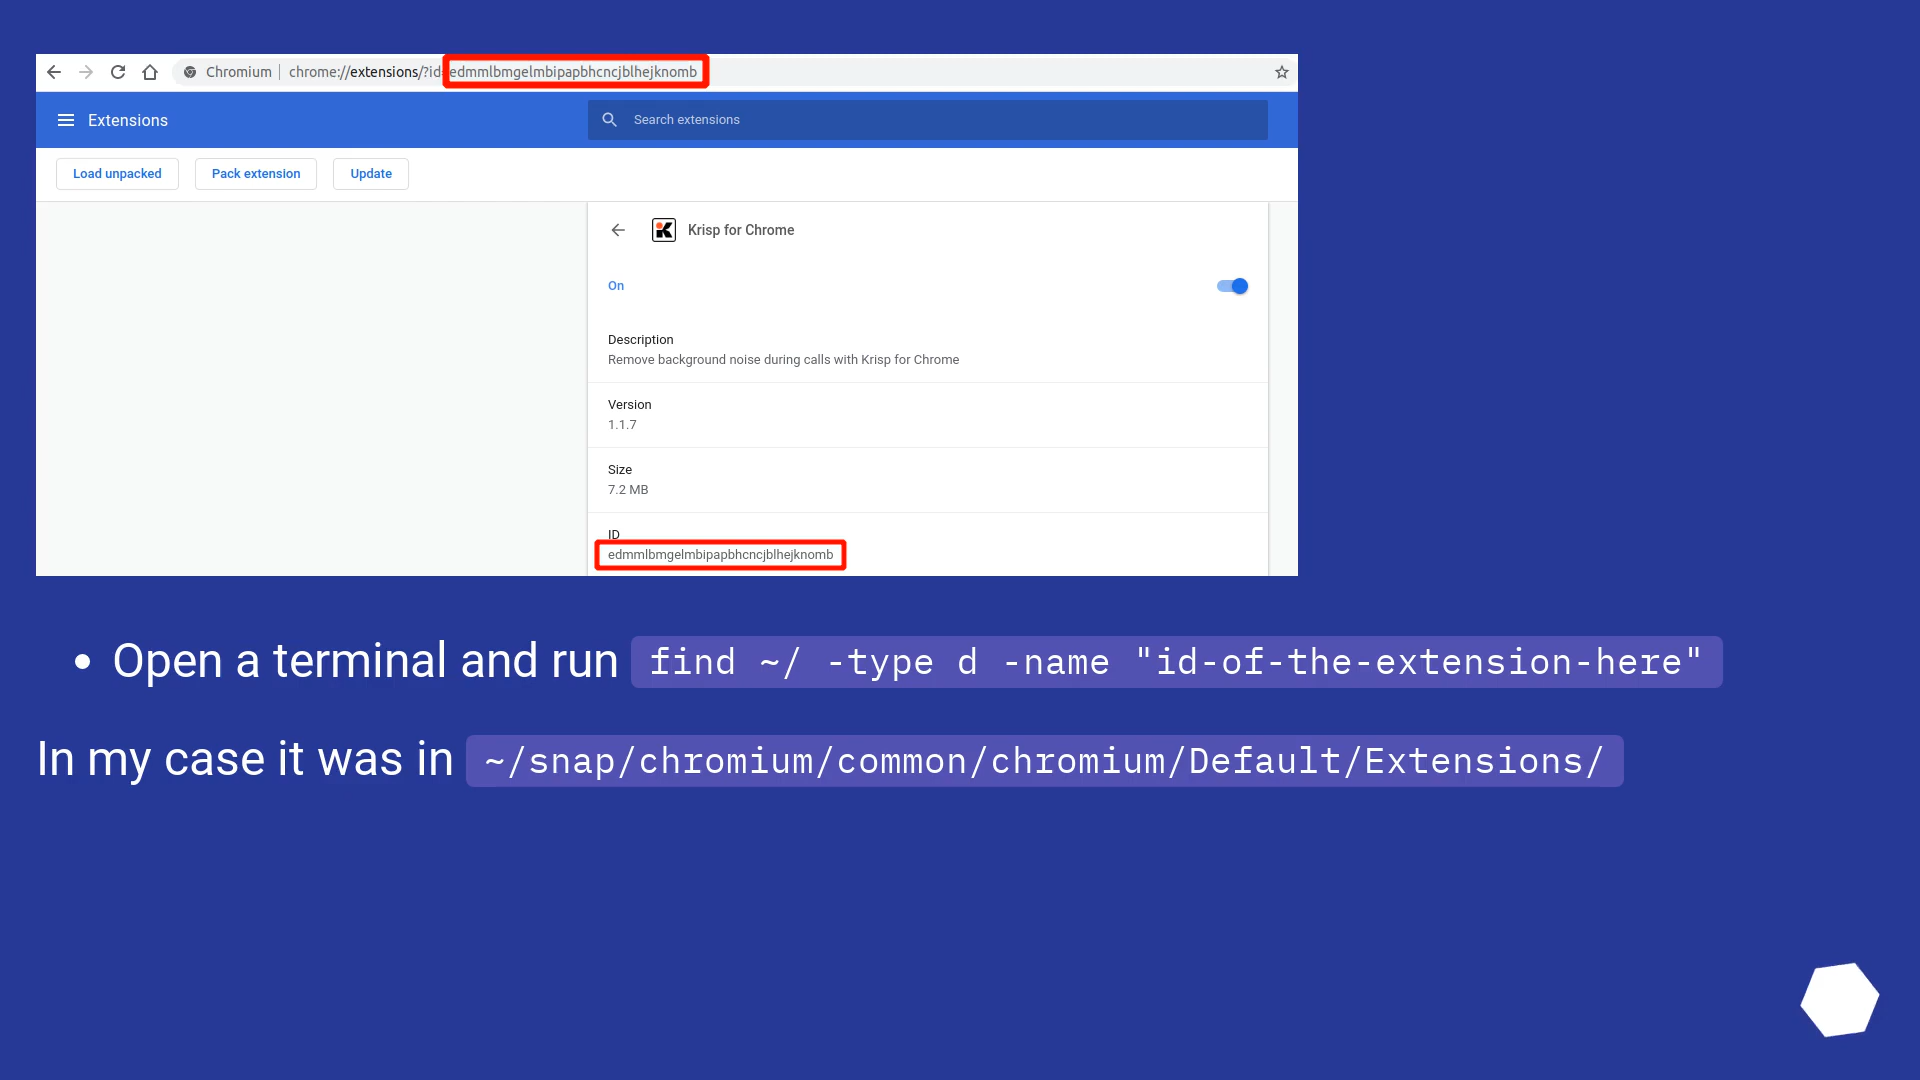 Chromium | chrome://extensions/?id=edmmlbmgelmbipapbhcncjblhejknomb
Extensions
Search extensions
Load unpacked
Pack extension
Update
Krisp for Chrome
On
Description
Remove background noise during calls with Krisp for Chrome
Version
1.1.7
Size
7.2 MB
ID
edmmlbmgelmbipapbhcncjblhejknomb
• Open a terminal and run find ~/ -type d -name "id-of-the-extension-here"
In my case it was in ~/snap/chromium/common/chromium/Default/Extensions/